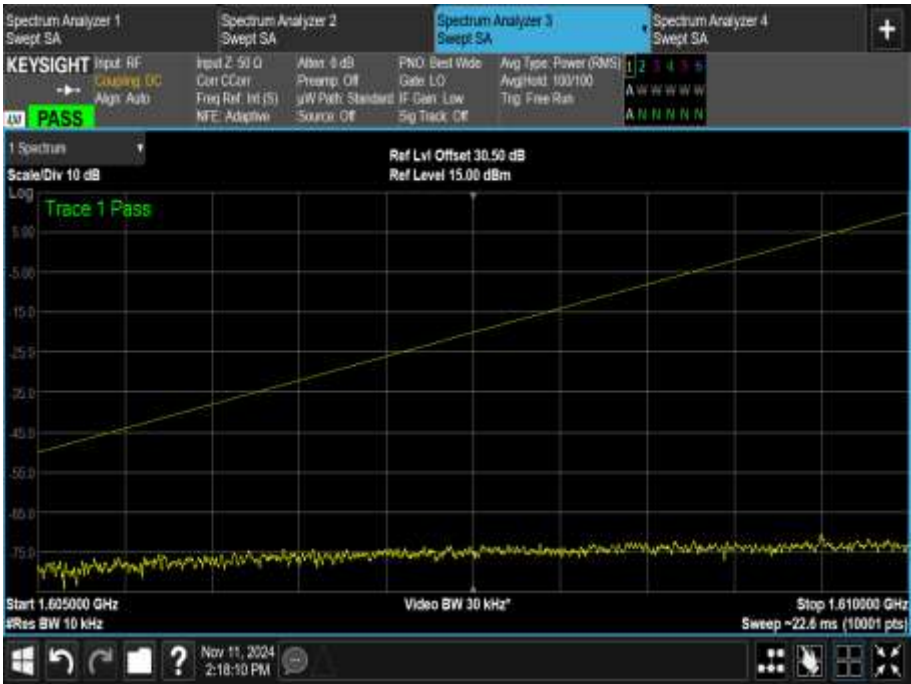 Spectrum Analyzer 1
Swept SA
Spectrum Analyzer 2
Swept SA
Spectrum Analyzer 3
Swept SA
Spectrum Analyzer 4
Swept SA
+
KEYSIGHT
Input: RF
Coupling: DC
Align: Auto
Input Z: 50 Ω
Corr CCorr
Freq Ref: Int (S)
NFE: Adaptive
Atten: 6 dB
Preamp: Off
µW Path: Standard
Source: Off
PNO: Best Wide
Gate: LO
IF Gain: Low
Sig Track: Off
Avg Type: Power (RMS)
Avg|Hold: 100/100
Trig: Free Run
1 2 3 4 5 6
A W W W W W
A N N N N N
LXI
PASS
1 Spectrum
Scale/Div 10 dB
Ref Lvl Offset 30.50 dB
Ref Level 15.00 dBm
Log
Trace 1 Pass
5.00
-5.00
-15.0
-25.0
-35.0
-45.0
-55.0
-65.0
-75.0
Start 1.605000 GHz
#Res BW 10 kHz
Video BW 30 kHz*
Stop 1.610000 GHz
Sweep ~22.6 ms (10001 pts)
?
Nov 11, 2024
2:18:10 PM